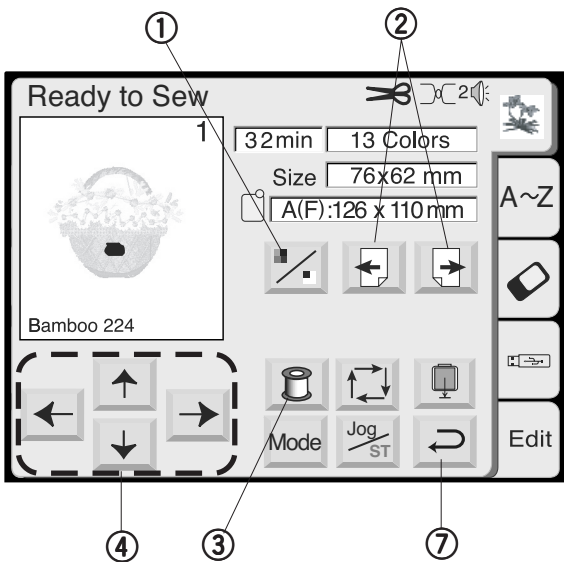 ① ②
Ready to Sew 2
1 32min 13 Colors
Size 76x62 mm
A(F):126 x 110mm
A~Z
Bamboo 224
Mode Jog/ST Edit
④ ③ ⑦